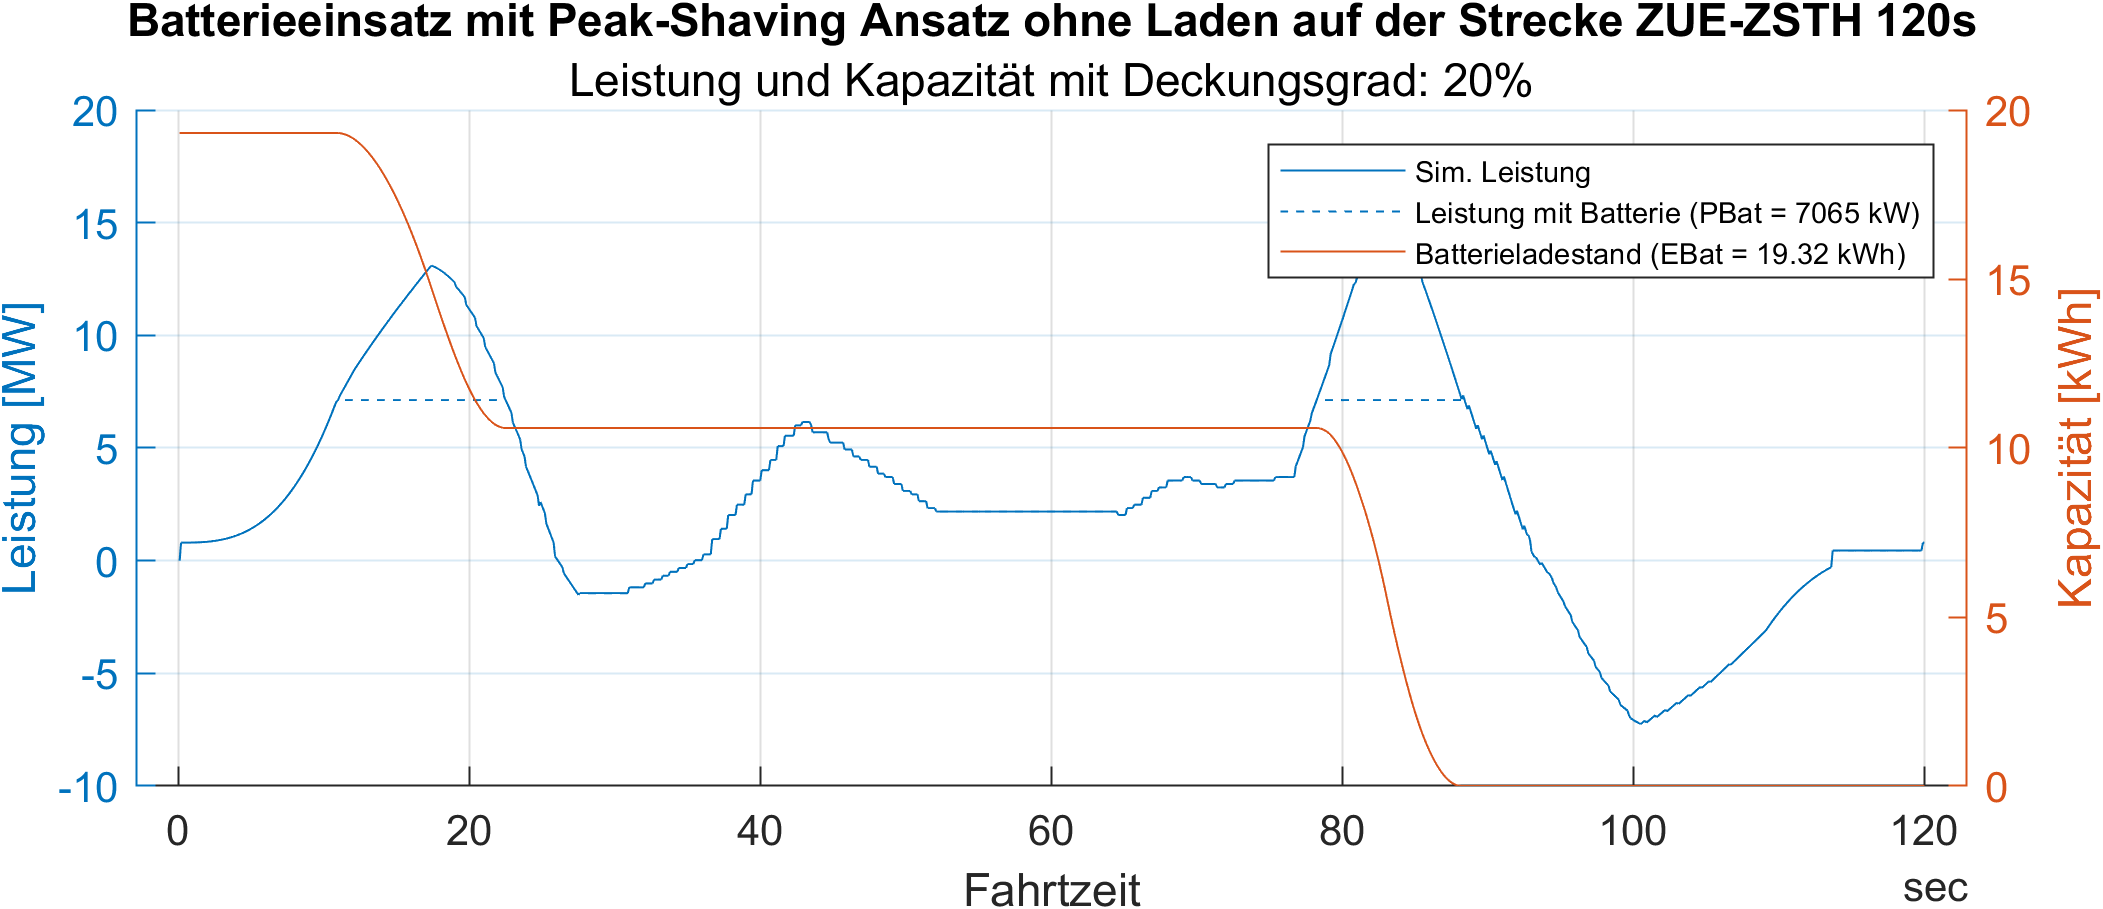 Batterieeinsatz mit Peak-Shaving Ansatz ohne Laden auf der Strecke ZUE-ZSTH 120s
Leistung und Kapazität mit Deckungsgrad: 20%
20
15
10
5
0
-5
-10
Leistung [MW]
Sim. Leistung
Leistung mit Batterie (PBat = 7065 kW)
Batterieladestand (EBat = 19.32 kWh)
20
15
10
5
0
Kapazität [kWh]
0 20 40 60 80 100 120
Fahrtzeit
sec